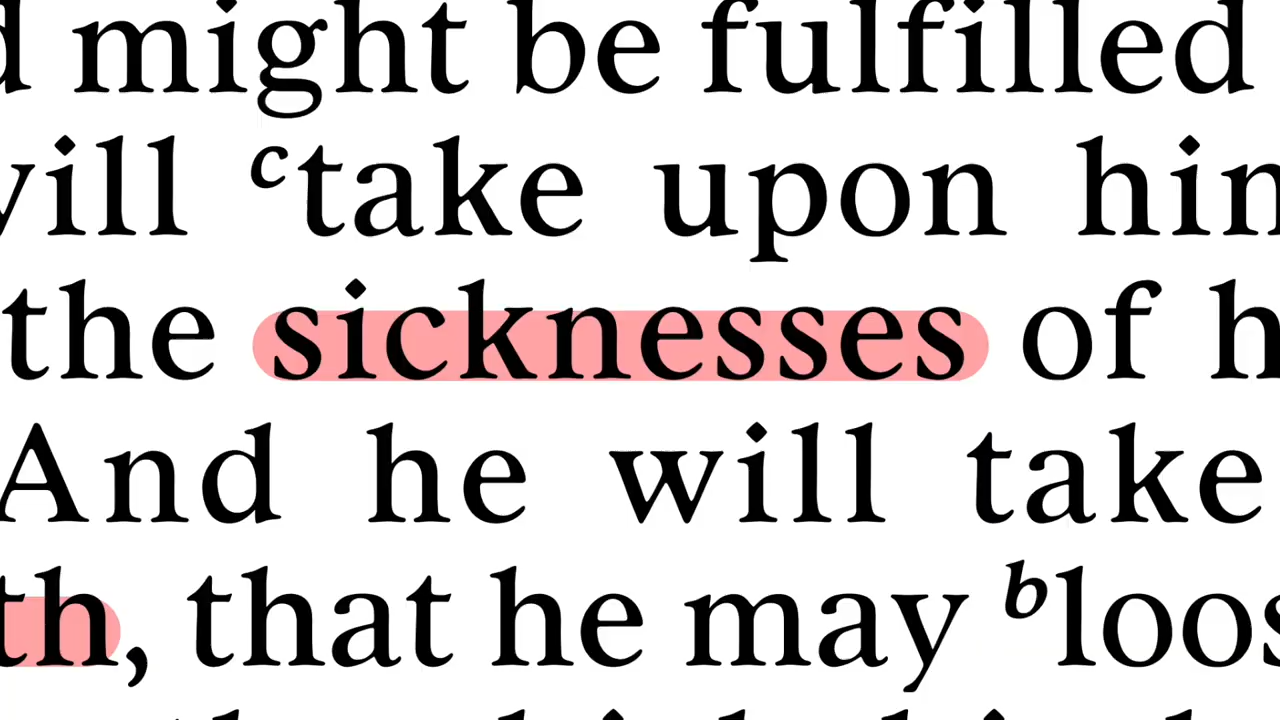 d might be fulfilled
will ctake upon him
the sicknesses of h
And he will take
th, that he may bloos